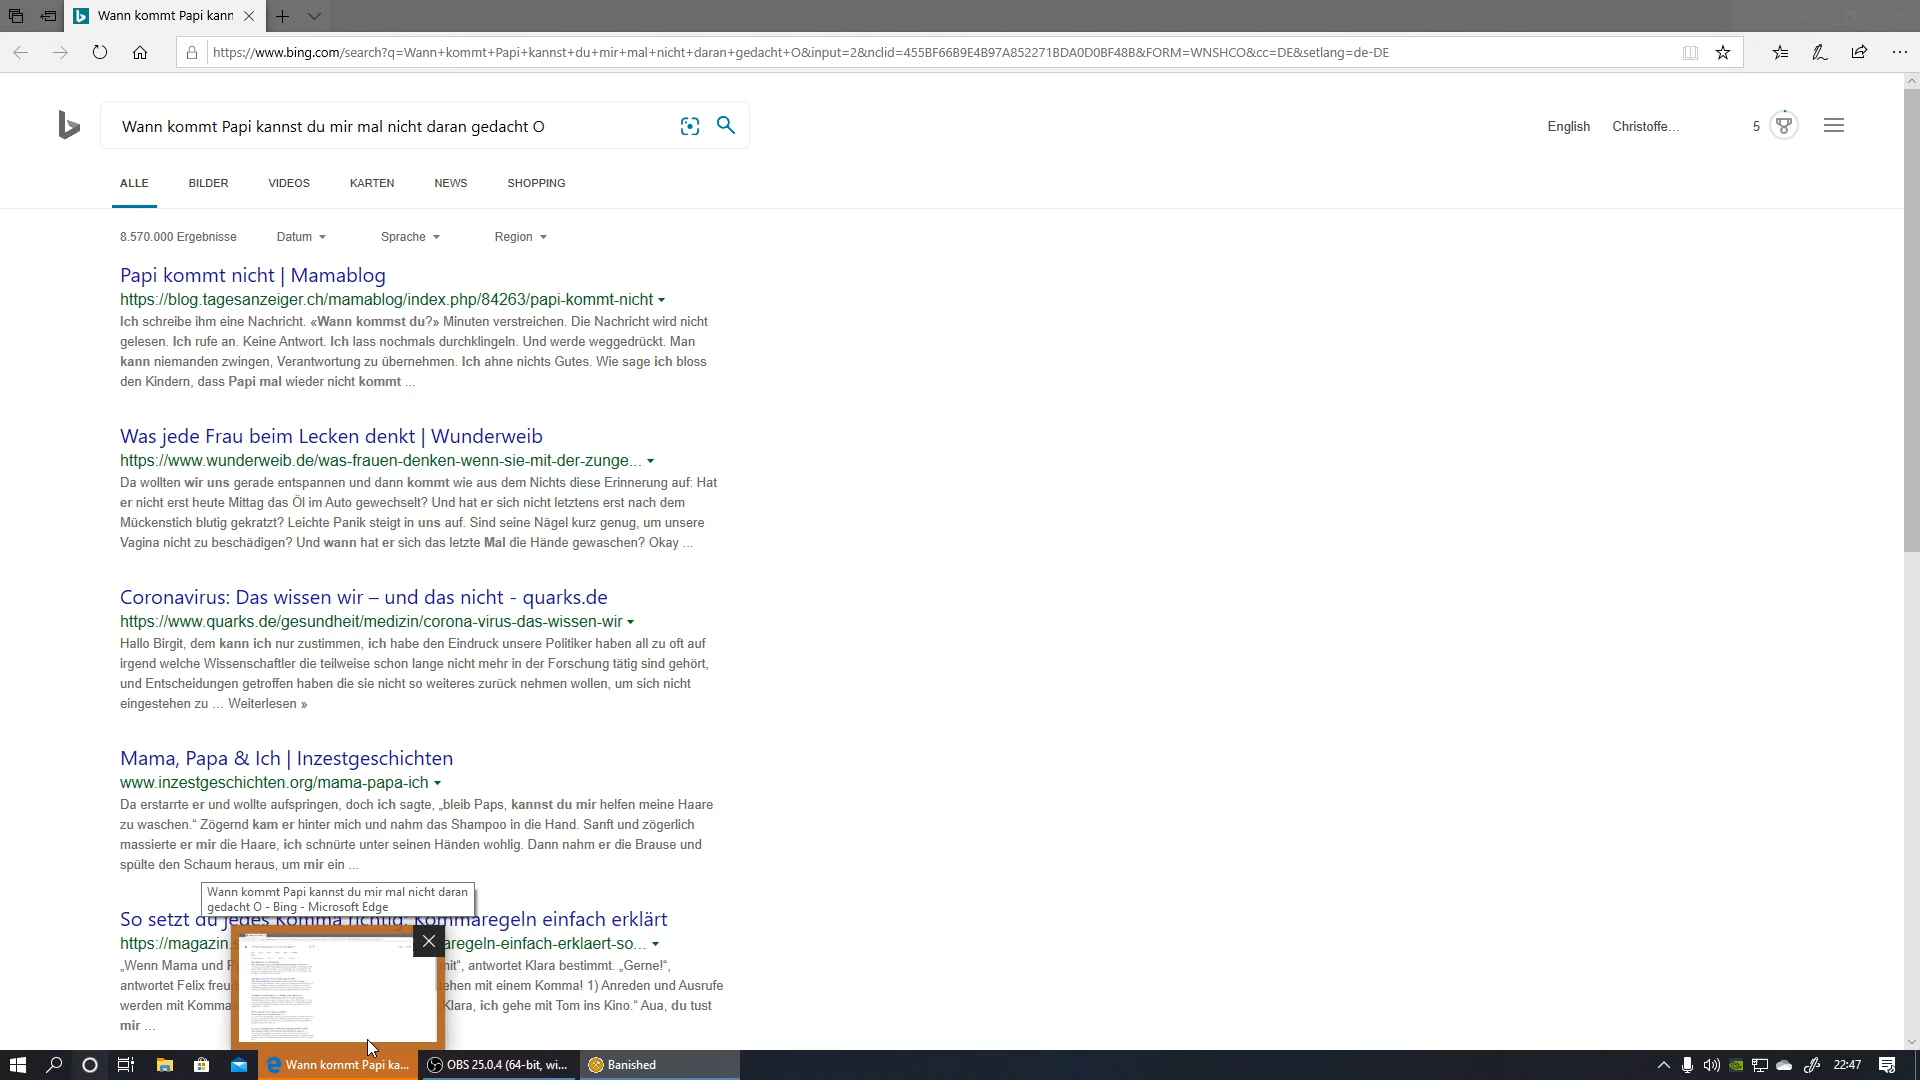 Wann kommt Papi kann
https://www.bing.com/search?q=Wann+kommt+Papi+kannst+du+mir+mal+nicht+daran+gedacht+O&input=2&nclid=455BF66B9E4B97A852271BDA0D0BF48B&FORM=WNSHCO&cc=DE&setlang=de-DE
Wann kommt Papi kannst du mir mal nicht daran gedacht O
English Christoffe... 5
ALLE BILDER VIDEOS KARTEN NEWS SHOPPING
8.570.000 Ergebnisse Datum Sprache Region
Papi kommt nicht | Mamablog
https://blog.tagesanzeiger.ch/mamablog/index.php/84263/papi-kommt-nicht
Ich schreibe ihm eine Nachricht. «Wann kommst du?» Minuten verstreichen. Die Nachricht wird nicht
gelesen. Ich rufe an. Keine Antwort. Ich lass nochmals durchklingeln. Und werde weggedrückt. Man
kann niemanden zwingen, Verantwortung zu übernehmen. Ich ahne nichts Gutes. Wie sage ich bloss
den Kindern, dass Papi mal wieder nicht kommt ...
Was jede Frau beim Lecken denkt | Wunderweib
https://www.wunderweib.de/was-frauen-denken-wenn-sie-mit-der-zunge...
Da wollten wir uns gerade entspannen und dann kommt wie aus dem Nichts diese Erinnerung auf: Hat
er nicht erst heute Mittag das Öl im Auto gewechselt? Und hat er sich nicht letztens erst nach dem
Mückenstich blutig gekratzt? Leichte Panik steigt in uns auf. Sind seine Nägel kurz genug, um unsere
Vagina nicht zu beschädigen? Und wann hat er sich das letzte Mal die Hände gewaschen? Okay ...
Coronavirus: Das wissen wir – und das nicht - quarks.de
https://www.quarks.de/gesundheit/medizin/corona-virus-das-wissen-wir
Hallo Birgit, dem kann ich nur zustimmen, ich habe den Eindruck unsere Politiker haben all zu oft auf
irgend welche Wissenschaftler die teilweise schon lange nicht mehr in der Forschung tätig sind gehört,
und Entscheidungen getroffen haben die sie nicht so weiteres zurück nehmen wollen, um sich nicht
eingestehen zu … Weiterlesen »
Mama, Papa & Ich | Inzestgeschichten
www.inzestgeschichten.org/mama-papa-ich
Da erstarrte er und wollte aufspringen, doch ich sagte, „bleib Paps, kannst du mir helfen meine Haare
zu waschen.“ Zögernd kam er hinter mich und nahm das Shampoo in die Hand. Sanft und zögerlich
massierte er mir die Haare, ich schnürte unter seinen Händen wohlig. Dann nahm er die Brause und
spülte den Schaum heraus, um mir ein ...
Wann kommt Papi kannst du mir mal nicht daran
gedacht O - Bing - Microsoft Edge
So setzt du jedes Komma richtig: Kommaregeln einfach erklärt
https://magazin.s aregeln-einfach-erklaert-so...
„Wenn Mama und P mit“, antwortet Klara bestimmt. „Gerne!“,
antwortet Felix freud ehen mit einem Komma! 1) Anreden und Ausrufe
werden mit Komma Klara, ich gehe mit Tom ins Kino.“ Aua, du tust
mir ...
Wann kommt Papi ka... OBS 25.0.4 (64-bit, wi... Banished 22:47